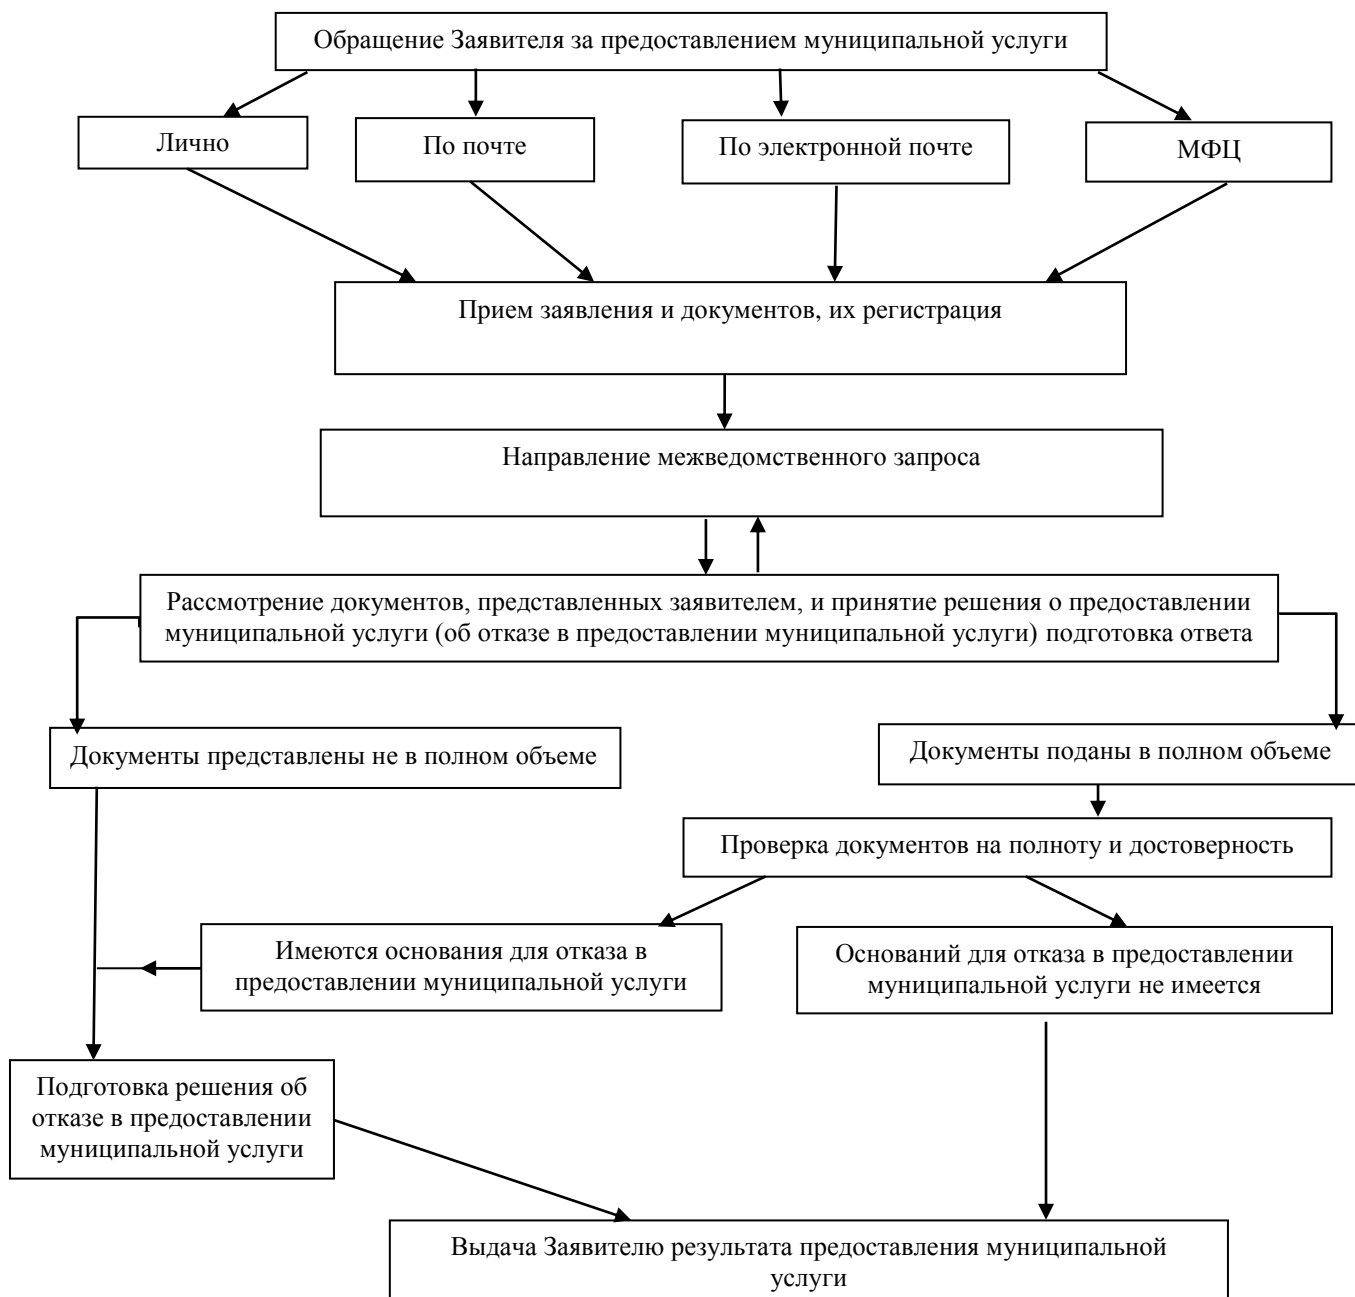 Обращение Заявителя за предоставлением муниципальной услуги
Лично
По почте
По электронной почте
МФЦ
Прием заявления и документов, их регистрация
Направление межведомственного запроса
Рассмотрение документов, представленных заявителем, и принятие решения о предоставлении
муниципальной услуги (об отказе в предоставлении муниципальной услуги) подготовка ответа
Документы представлены не в полном объеме
Документы поданы в полном объеме
Проверка документов на полноту и достоверность
Имеются основания для отказа в
предоставлении муниципальной услуги
Оснований для отказа в предоставлении
муниципальной услуги не имеется
Подготовка решения об
отказе в предоставлении
муниципальной услуги
Выдача Заявителю результата предоставления муниципальной
услуги